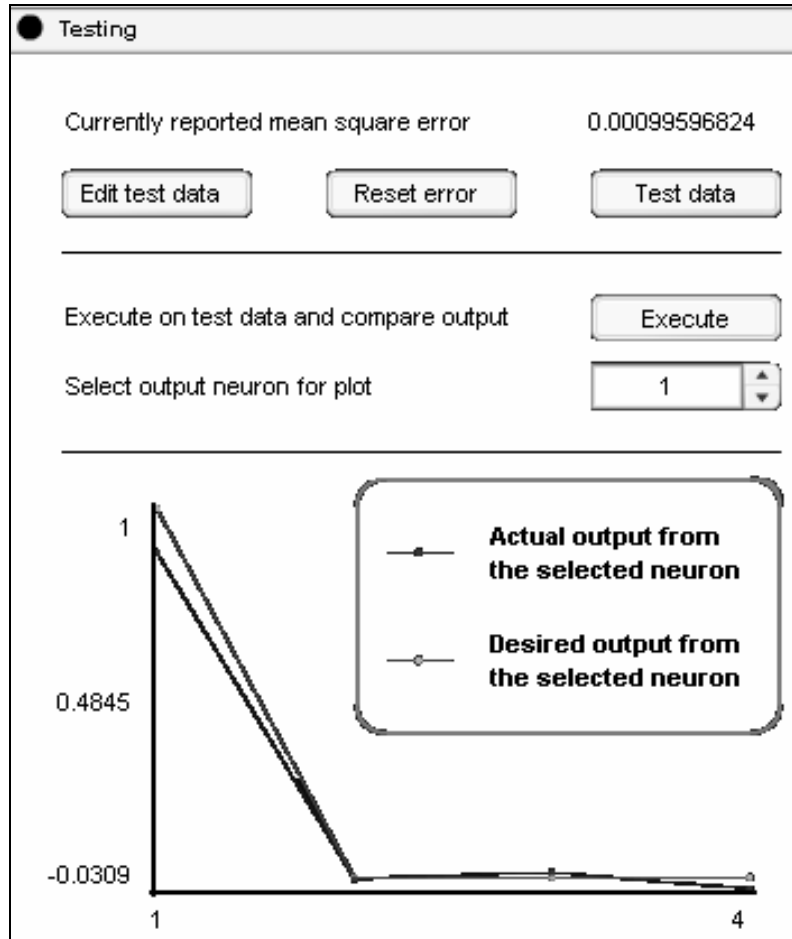 Testing
Currently reported mean square error 0.00099596824
Edit test data Reset error Test data
Execute on test data and compare output Execute
Select output neuron for plot 1
Actual output from
the selected neuron
Desired output from
the selected neuron
1
0.4845
-0.0309
1 4